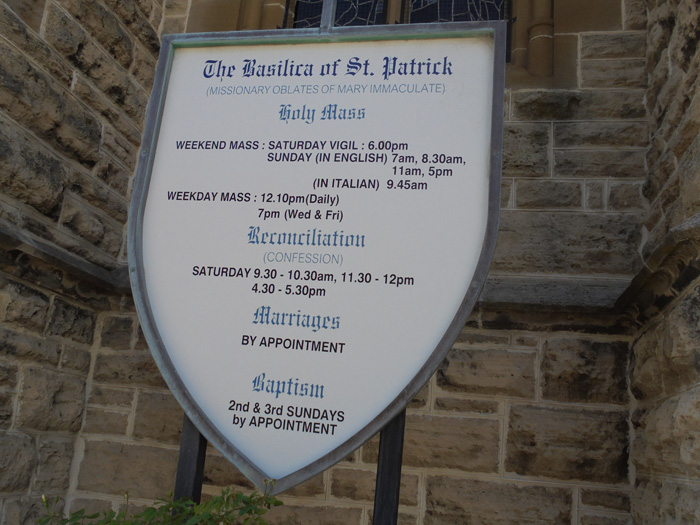 The Basilica of St. Patrick
(MISSIONARY OBLATES OF MARY IMMACULATE)
Holy Mass
WEEKEND MASS : SATURDAY VIGIL : 6.00pm
SUNDAY (IN ENGLISH) 7am, 8.30am,
11am, 5pm
(IN ITALIAN) 9.45am
WEEKDAY MASS : 12.10pm(Daily)
7pm (Wed & Fri)
Reconciliation
(CONFESSION)
SATURDAY 9.30 - 10.30am, 11.30 - 12pm
4.30 - 5.30pm
Marriages
BY APPOINTMENT
Baptism
2nd & 3rd SUNDAYS
by APPOINTMENT